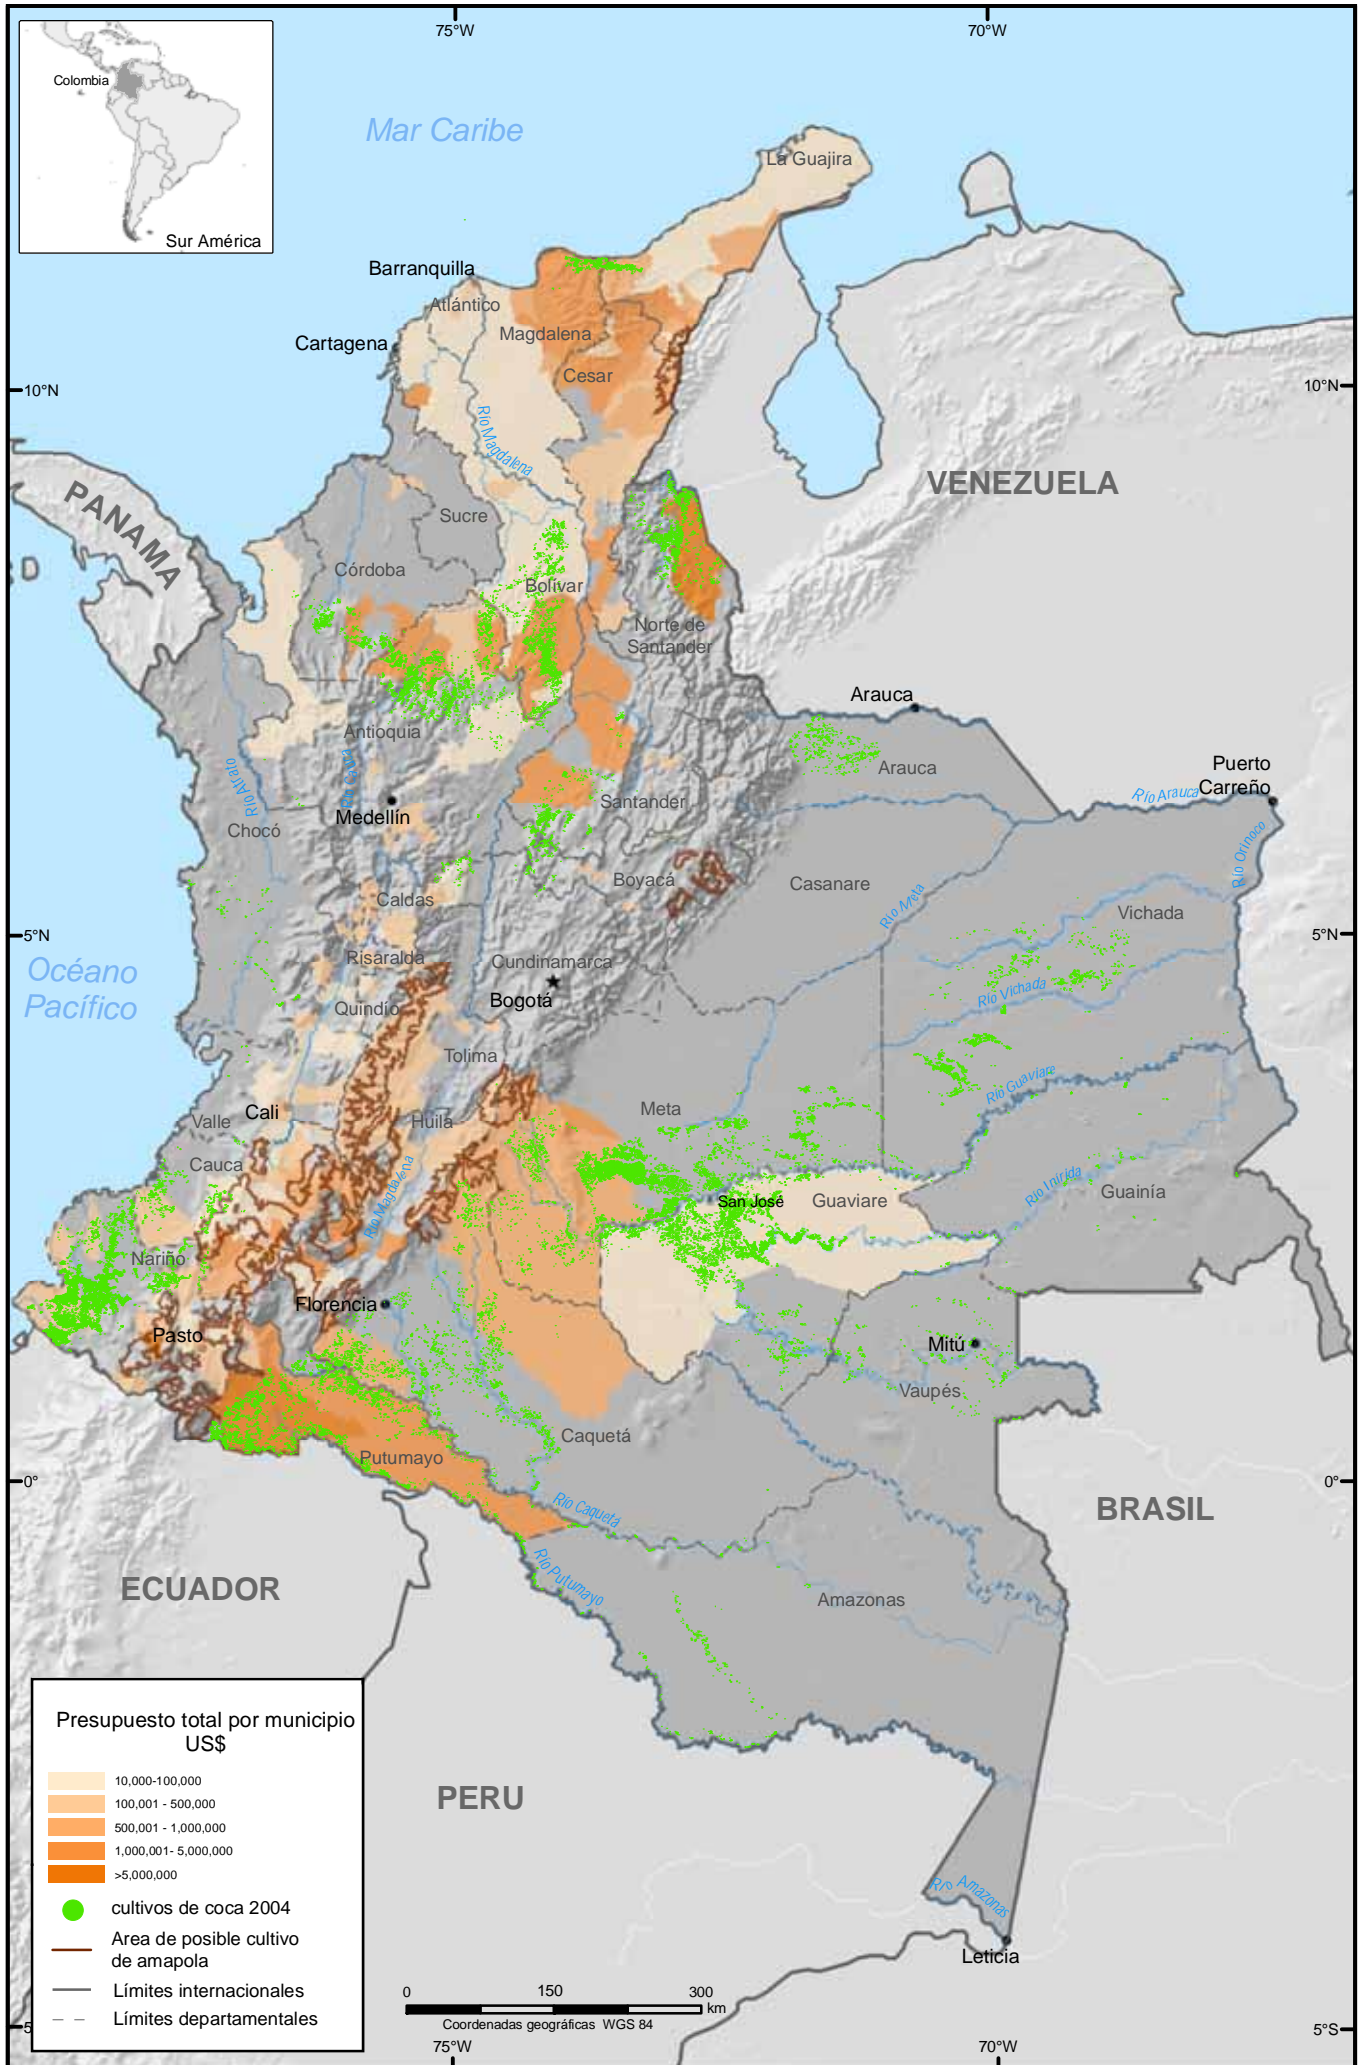 75°W
70°W
Colombia
Sur América
Mar Caribe
La Guajira
Barranquilla
Atlántico
Magdalena
Cartagena
Cesar
10°N
10°N
Río Magdalena
VENEZUELA
PANAMA
Sucre
Córdoba
Bolívar
Norte de
Santander
Arauca
Antioquia
Arauca
Puerto
Carreño
Río Arauca
Río Atrato
Río Cauca
Medellín
Santander
Chocó
Río Orinoco
Boyacá
Casanare
Caldas
Río Meta
Vichada
5°N
5°N
Risaralda
Cundinamarca
Océano
Pacífico
Bogotá
Río Vichada
Quindío
Tolima
Río Guaviare
Cali
Valle
Huila
Meta
Cauca
Río Magdalena
San José
Guaviare
Río Inirida
Guainía
Nariño
Florencia
Pasto
Mitú
Vaupés
Caquetá
Putumayo
0°
0°
Río Caquetá
BRASIL
Río Putumayo
ECUADOR
Amazonas
Presupuesto total por municipio
US$
10,000-100,000
100,001 - 500,000
500,001 - 1,000,000
1,000,001- 5,000,000
>5,000,000
cultivos de coca 2004
Area de posible cultivo
de amapola
Límites internacionales
Límites departamentales
PERU
Río Amazonas
Leticia
0 150 300
km
Coordenadas geográficas WGS 84
5
5°S
75°W
70°W